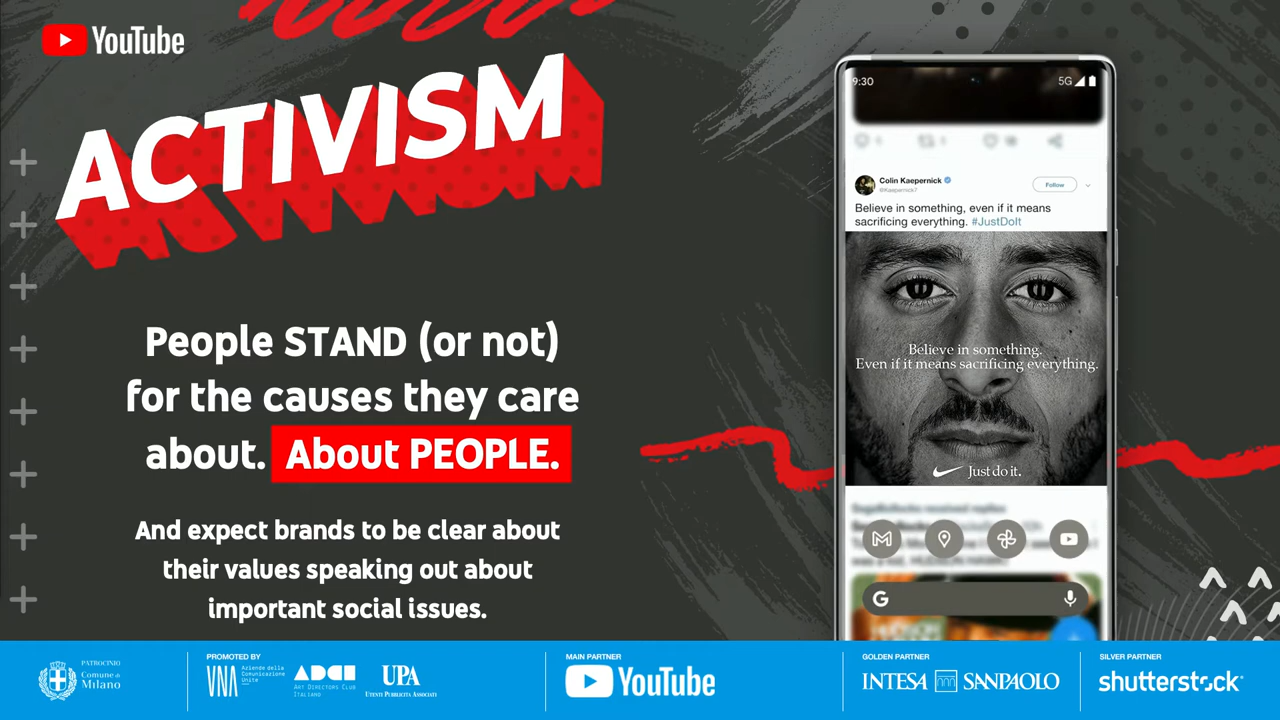 YouTube
ACTIVISM
People STAND (or not)
for the causes they care
about. About PEOPLE.
And expect brands to be clear about
their values speaking out about
important social issues.
9:30
5G
Colin Kaepernick
@Kaepernick7
Follow
Believe in something, even if it means
sacrificing everything. #JustDoIt
Believe in something.
Even if it means sacrificing everything.
Just do it.
G
PATROCINIO
Comune di
Milano
PROMOTED BY
UNA
Aziende della
Comunicazione
Unite
ADCI
ART DIRECTORS CLUB
ITALIANO
UPA
UTENTI PUBBLICITÀ ASSOCIATI
MAIN PARTNER
YouTube
GOLDEN PARTNER
INTESA SANPAOLO
SILVER PARTNER
shutterstock